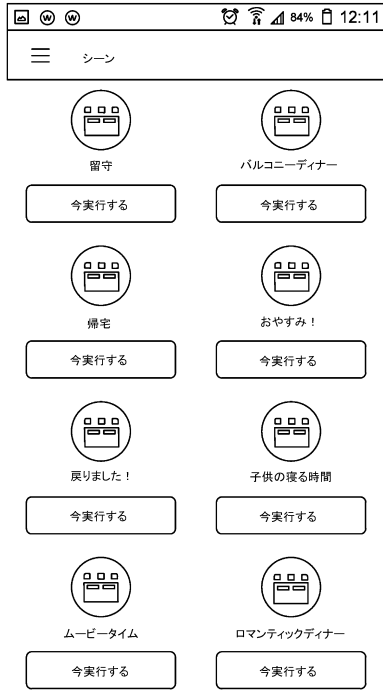 84% 12:11
シーン
留守 バルコニーディナー
今実行する 今実行する
帰宅 おやすみ！
今実行する 今実行する
戻りました！ 子供の寝る時間
今実行する 今実行する
ムービータイム ロマンティックディナー
今実行する 今実行する